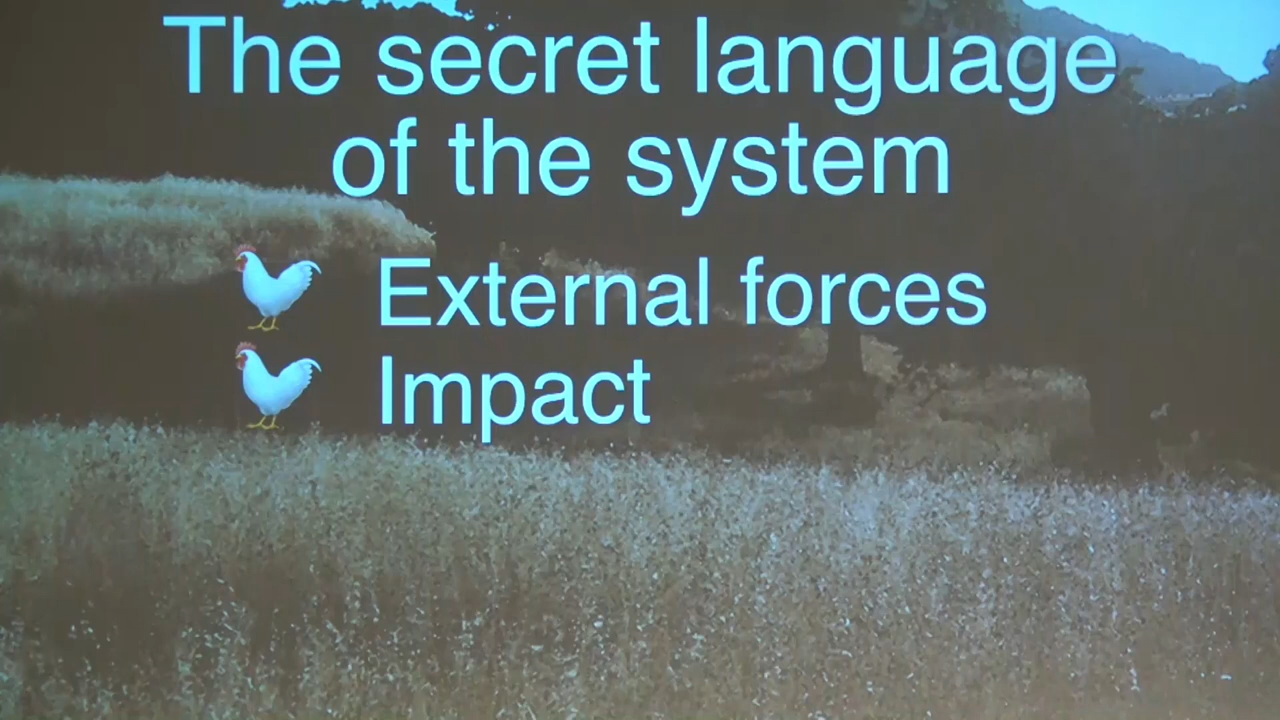 The secret language
of the system
External forces
Impact